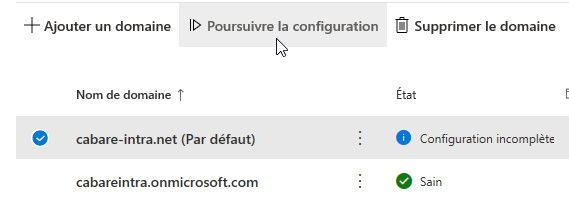 Ajouter un domaine Poursuivre la configuration Supprimer le domaine
Nom de domaine ↑ État
cabare-intra.net (Par défaut) Configuration incomplète
cabareintra.onmicrosoft.com Sain